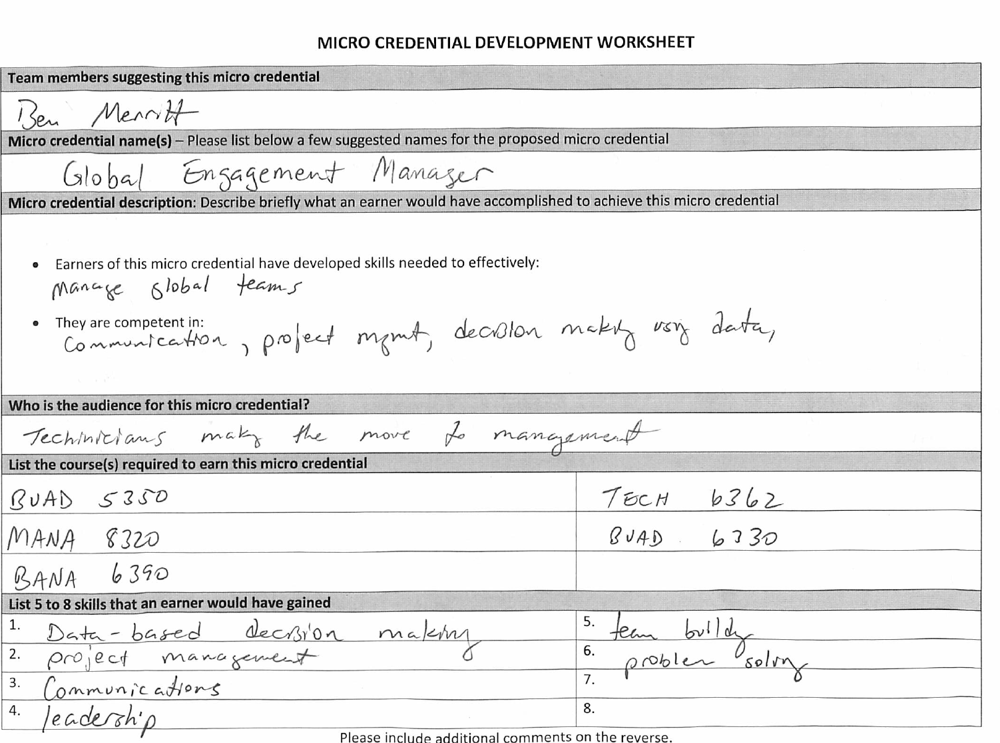 MICRO CREDENTIAL DEVELOPMENT WORKSHEET
Team members suggesting this micro credential
Ben Merritt
Micro credential name(s) – Please list below a few suggested names for the proposed micro credential
Global Engagement Manager
Micro credential description: Describe briefly what an earner would have accomplished to achieve this micro credential
• Earners of this micro credential have developed skills needed to effectively:
manage global teams
• They are competent in:
Communication, project mgmt, decision making using data,
Who is the audience for this micro credential?
Techinicians making the move to management
List the course(s) required to earn this micro credential
BUAD 5350 TECH 6362
MANA 8320 BUAD 6330
BANA 6390
List 5 to 8 skills that an earner would have gained
1. Data-based decision making 5. team building
2. project management 6. problem solving
3. Communications 7.
4. leadership 8.
Please include additional comments on the reverse.